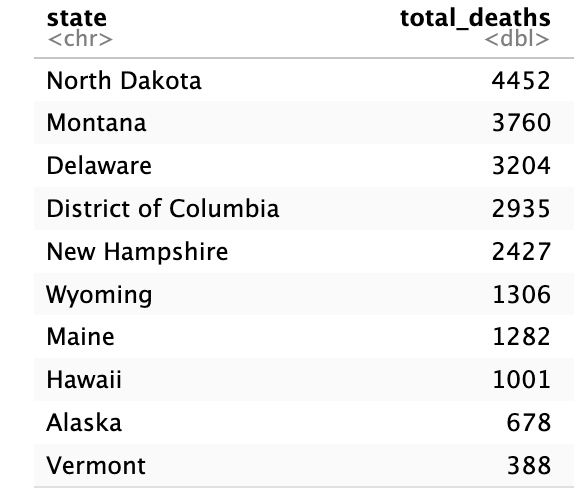 state total_deaths
<chr> <dbl>
North Dakota 4452
Montana 3760
Delaware 3204
District of Columbia 2935
New Hampshire 2427
Wyoming 1306
Maine 1282
Hawaii 1001
Alaska 678
Vermont 388